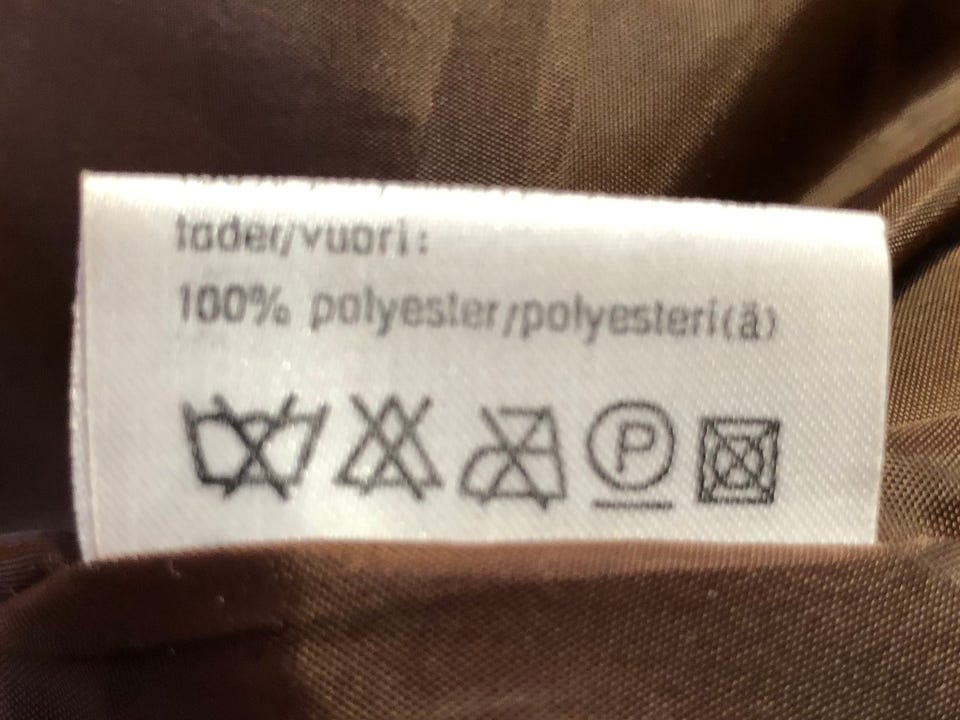 foder/vuori:
100% polyester/polyesteri(ä)
P